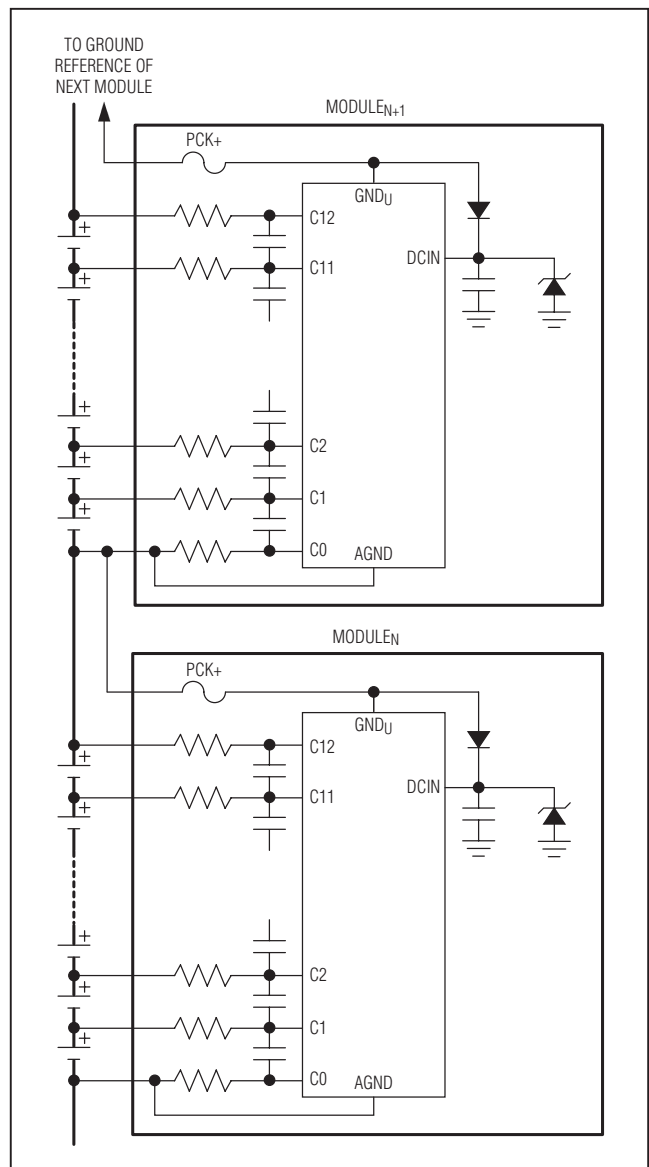 TO GROUND
REFERENCE OF
NEXT MODULE
MODULEN+1
PCK+
GNDU
C12
+
DCIN
C11
+
+
C2
+
C1
+
C0
AGND
MODULEN
PCK+
GNDU
C12
+
DCIN
C11
+
+
C2
+
C1
+
C0
AGND